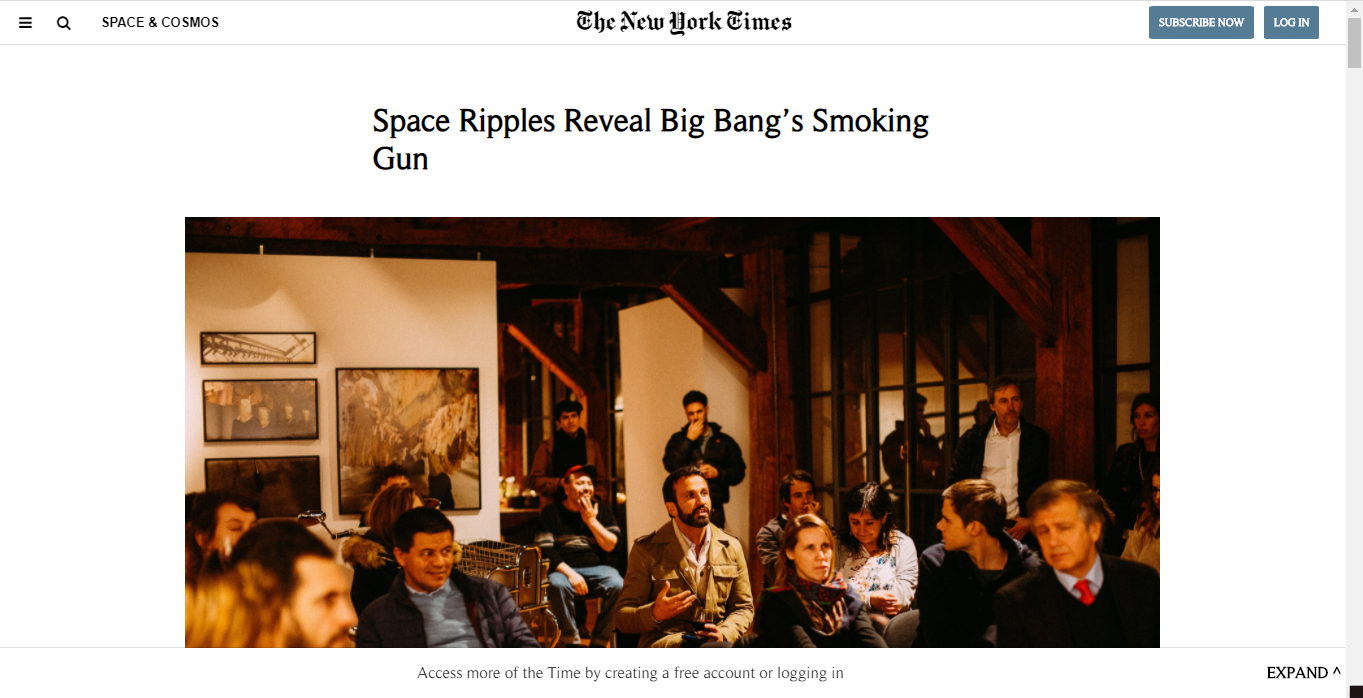 SPACE & COSMOS
The New York Times
SUBSCRIBE NOW
LOG IN
Space Ripples Reveal Big Bang’s Smoking
Gun
Access more of the Time by creating a free account or logging in
EXPAND ^